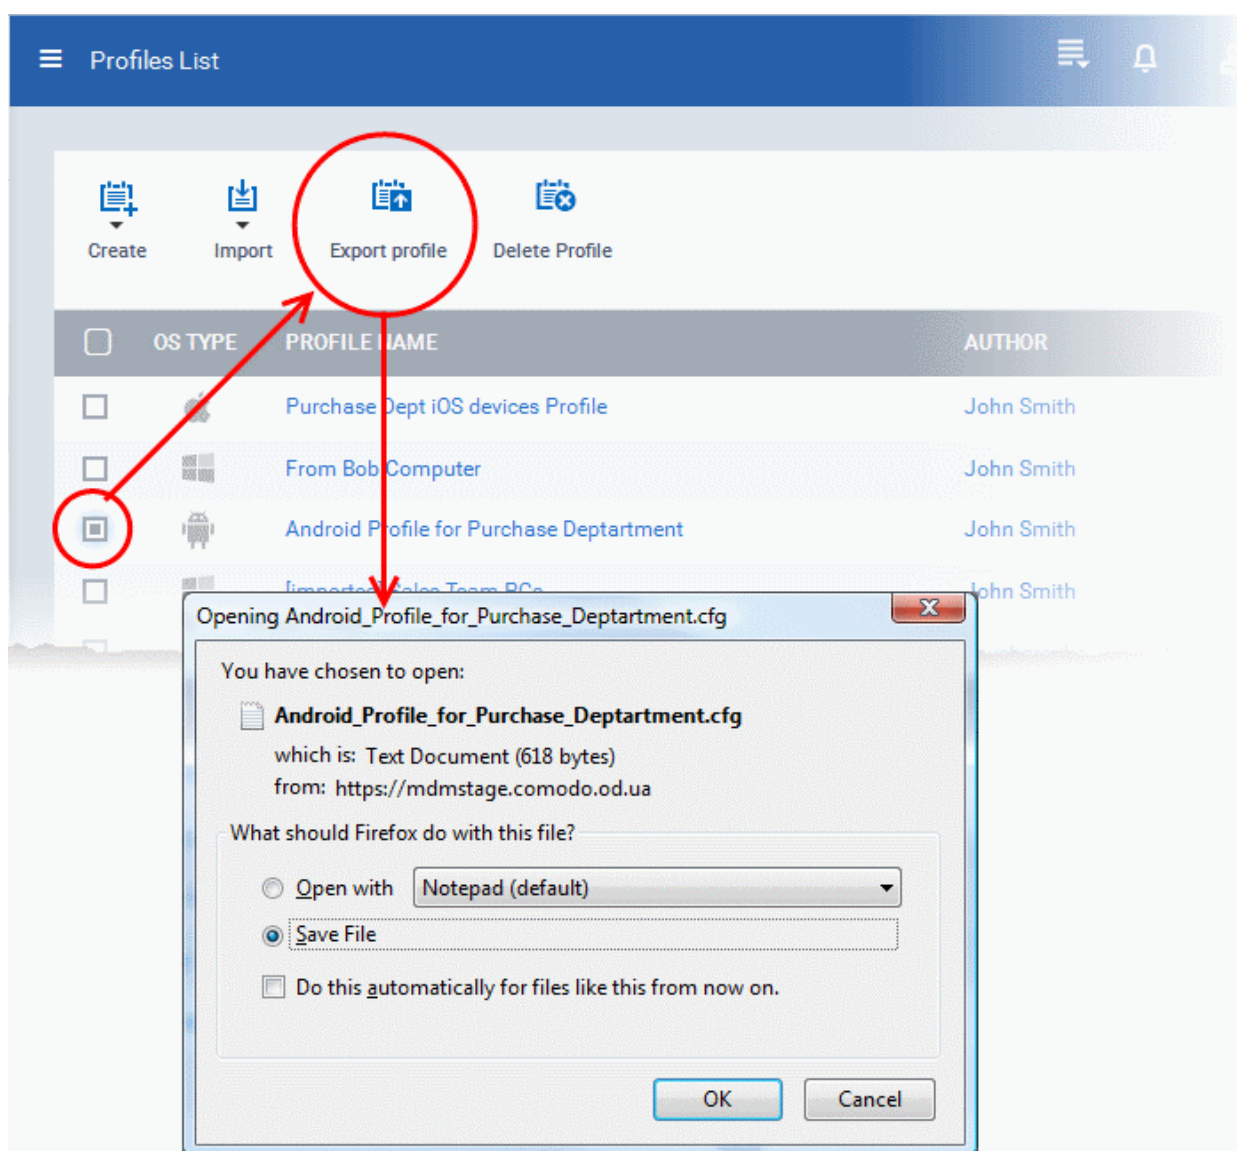 Profiles List
Create Import Export profile Delete Profile
OS TYPE PROFILE NAME AUTHOR
Purchase Dept iOS devices Profile John Smith
From Bob Computer John Smith
Android Profile for Purchase Deptartment John Smith
[imported] Sales Team PCs John Smith
Opening Android_Profile_for_Purchase_Deptartment.cfg
You have chosen to open:
Android_Profile_for_Purchase_Deptartment.cfg
which is: Text Document (618 bytes)
from: https://mdmstage.comodo.od.ua
What should Firefox do with this file?
Open with Notepad (default)
Save File
Do this automatically for files like this from now on.
OK Cancel